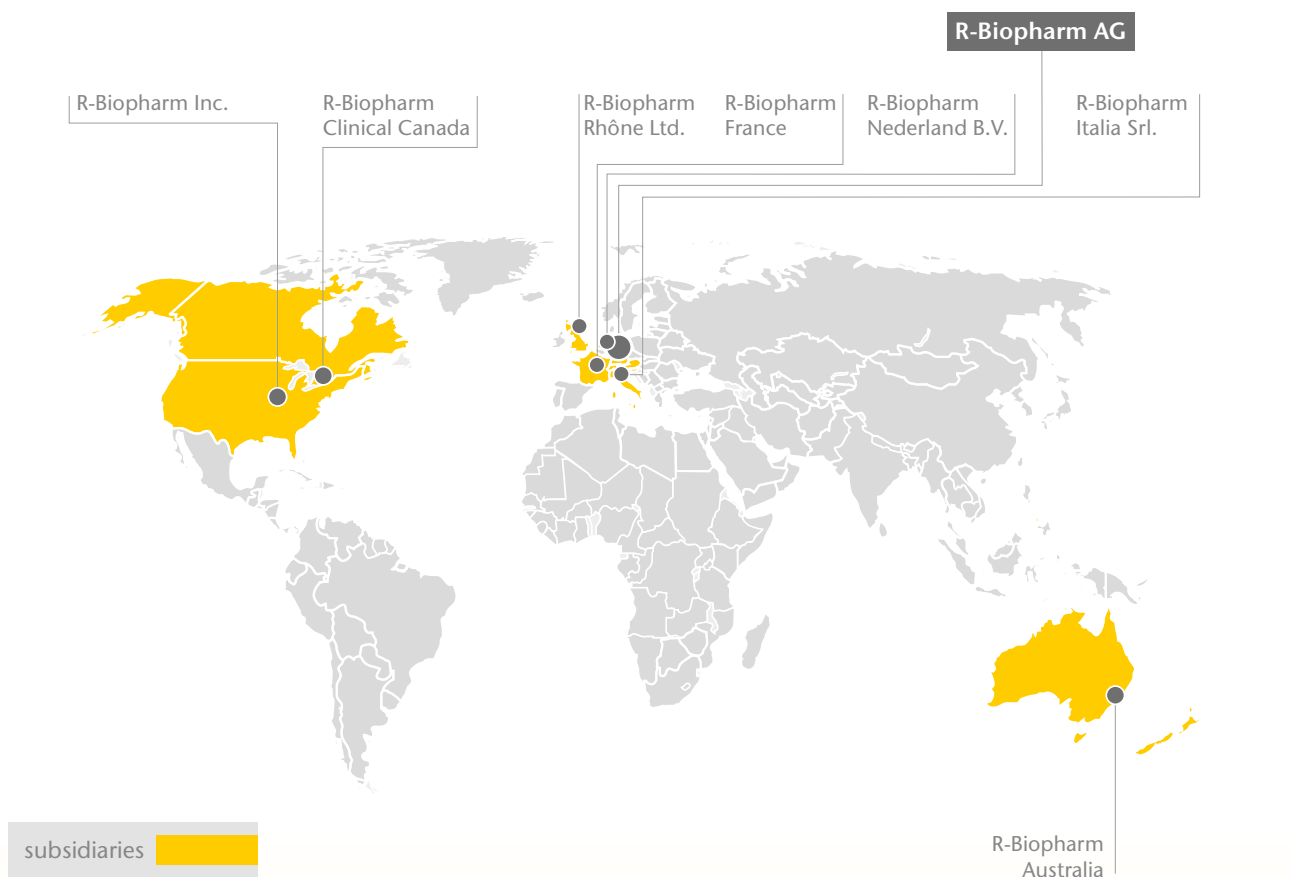 R-Biopharm AG
R-Biopharm Inc.
R-Biopharm
Clinical Canada
R-Biopharm
Rhône Ltd.
R-Biopharm
France
R-Biopharm
Nederland B.V.
R-Biopharm
Italia Srl.
subsidiaries
R-Biopharm
Australia